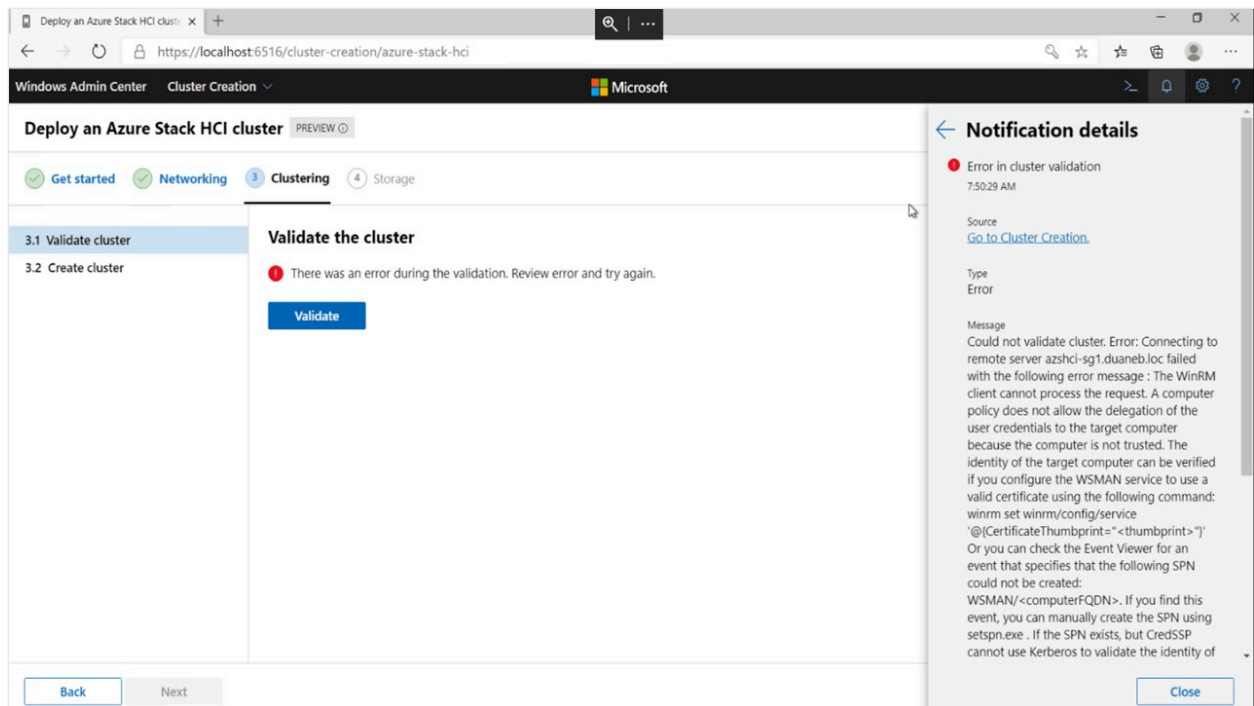 Deploy an Azure Stack HCI clust
https://localhost:6516/cluster-creation/azure-stack-hci
Windows Admin Center
Cluster Creation
Microsoft
Deploy an Azure Stack HCI cluster
PREVIEW
Get started
Networking
3 Clustering
4 Storage
3.1 Validate cluster
3.2 Create cluster
Validate the cluster
There was an error during the validation. Review error and try again.
Validate
Back
Next
Notification details
Error in cluster validation
7:50:29 AM
Source
Go to Cluster Creation.
Type
Error
Message
Could not validate cluster. Error: Connecting to
remote server azshci-sg1.duaneb.loc failed
with the following error message : The WinRM
client cannot process the request. A computer
policy does not allow the delegation of the
user credentials to the target computer
because the computer is not trusted. The
identity of the target computer can be verified
if you configure the WSMAN service to use a
valid certificate using the following command:
winrm set winrm/config/service
'@{CertificateThumbprint="<thumbprint>"}'
Or you can check the Event Viewer for an
event that specifies that the following SPN
could not be created:
WSMAN/<computerFQDN>. If you find this
event, you can manually create the SPN using
setspn.exe . If the SPN exists, but CredSSP
cannot use Kerberos to validate the identity of
Close